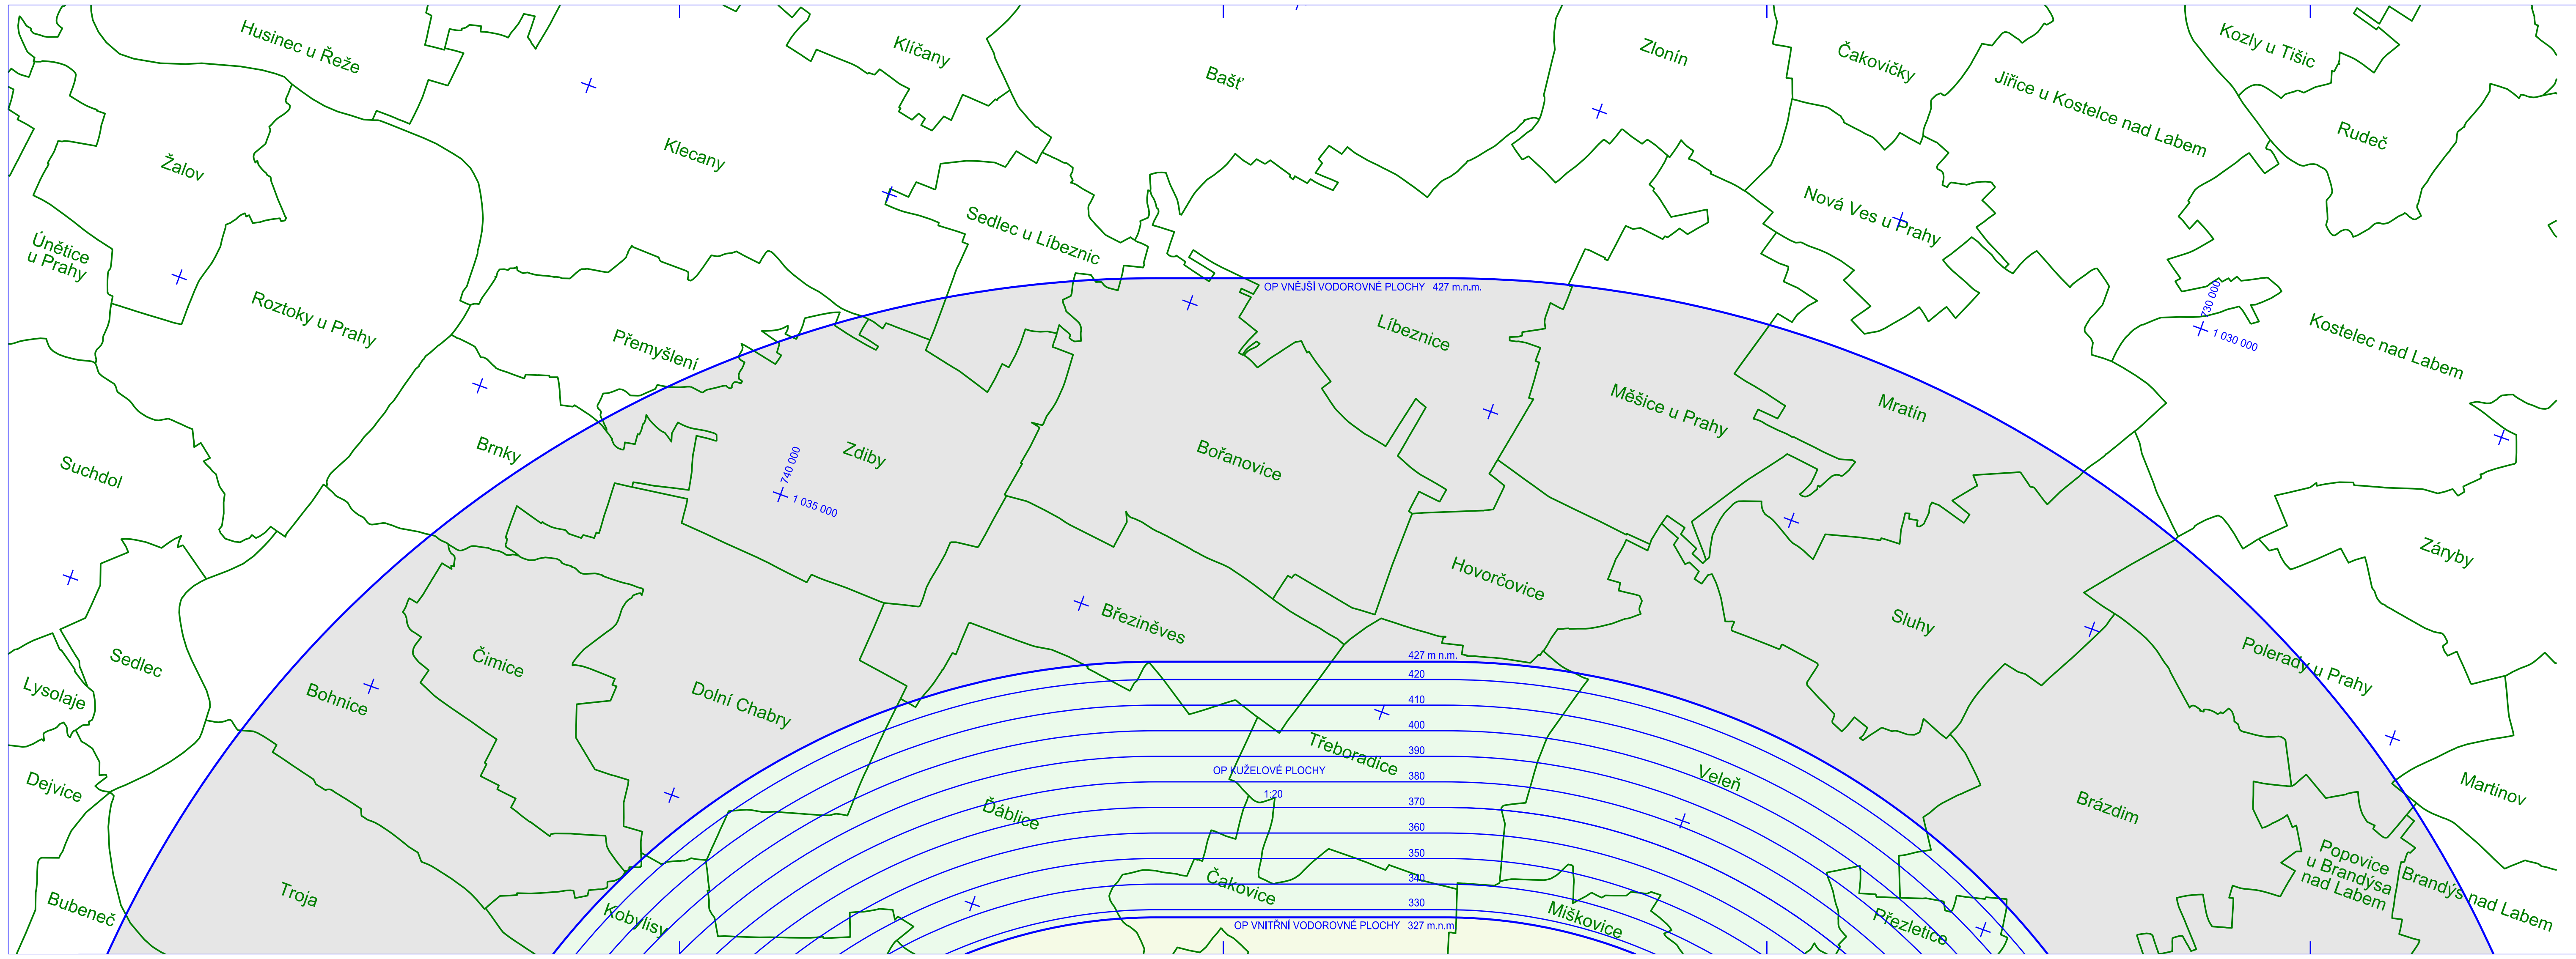 Husinec u Řeže
Klíčany
Bašť
Zlonín
Čakovičky
Kozly u Tišic
Jiřice u Kostelce nad Labem
Rudeč
Žalov
Klecany
Sedlec u Líbeznic
Nová Ves u Prahy
Únětice
u Prahy
Roztoky u Prahy
OP VNĚJŠÍ VODOROVNÉ PLOCHY 427 m.n.m.
730 000
1 030 000
Přemyšlení
Líbeznice
Kostelec nad Labem
Měšice u Prahy
Mratín
Brnky
Zdiby
Bořanovice
Suchdol
740 000
1 035 000
Záryby
Hovorčovice
Březiněves
Sluhy
Sedlec
Čimice
Polerady u Prahy
427 m n.m.
420
Lysolaje
Bohnice
Dolní Chabry
410
400
Třeboradice
390
OP KUŽELOVÉ PLOCHY
380
1:20
370
Dejvice
Veleň
Martinov
Ďáblice
Brázdim
360
350
Popovice
u Brandýsa
nad Labem
Brandýs nad Labem
340
Čakovice
330
Troja
Bubeneč
Kobylisy
Miškovice
Přezletice
OP VNITŘNÍ VODOROVNÉ PLOCHY 327 m.n.m.